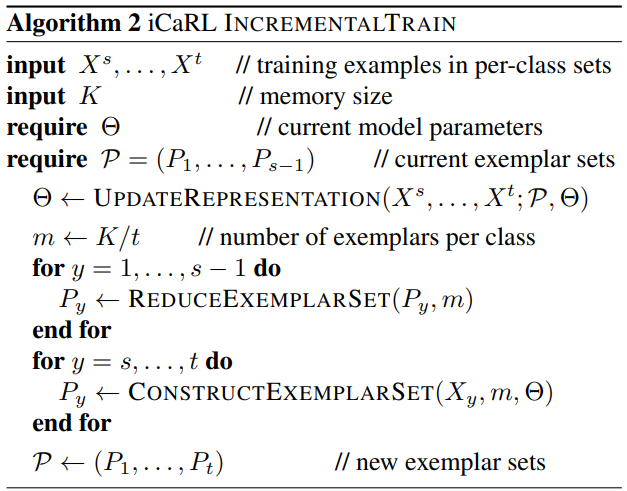 Algorithm 2 iCaRL INCREMENTALTRAIN
input X^s, . . . , X^t // training examples in per-class sets
input K // memory size
require Θ // current model parameters
require 𝒫 = (P_1, . . . , P_{s−1}) // current exemplar sets
Θ ← UPDATEREPRESENTATION(X^s, . . . , X^t; 𝒫, Θ)
m ← K/t // number of exemplars per class
for y = 1, . . . , s − 1 do
P_y ← REDUCEEXEMPLARSET(P_y, m)
end for
for y = s, . . . , t do
P_y ← CONSTRUCTEXEMPLARSET(X_y, m, Θ)
end for
𝒫 ← (P_1, . . . , P_t) // new exemplar sets